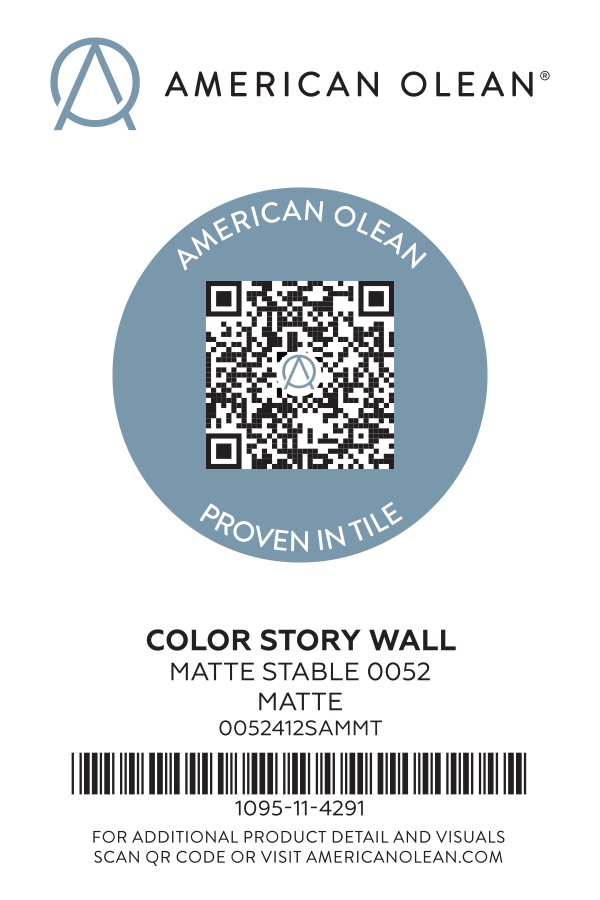 AMERICAN OLEAN®
AMERICAN OLEAN
PROVEN IN TILE
COLOR STORY WALL
MATTE STABLE 0052
MATTE
0052412SAMMT
1095-11-4291
FOR ADDITIONAL PRODUCT DETAIL AND VISUALS
SCAN QR CODE OR VISIT AMERICANOLEAN.COM